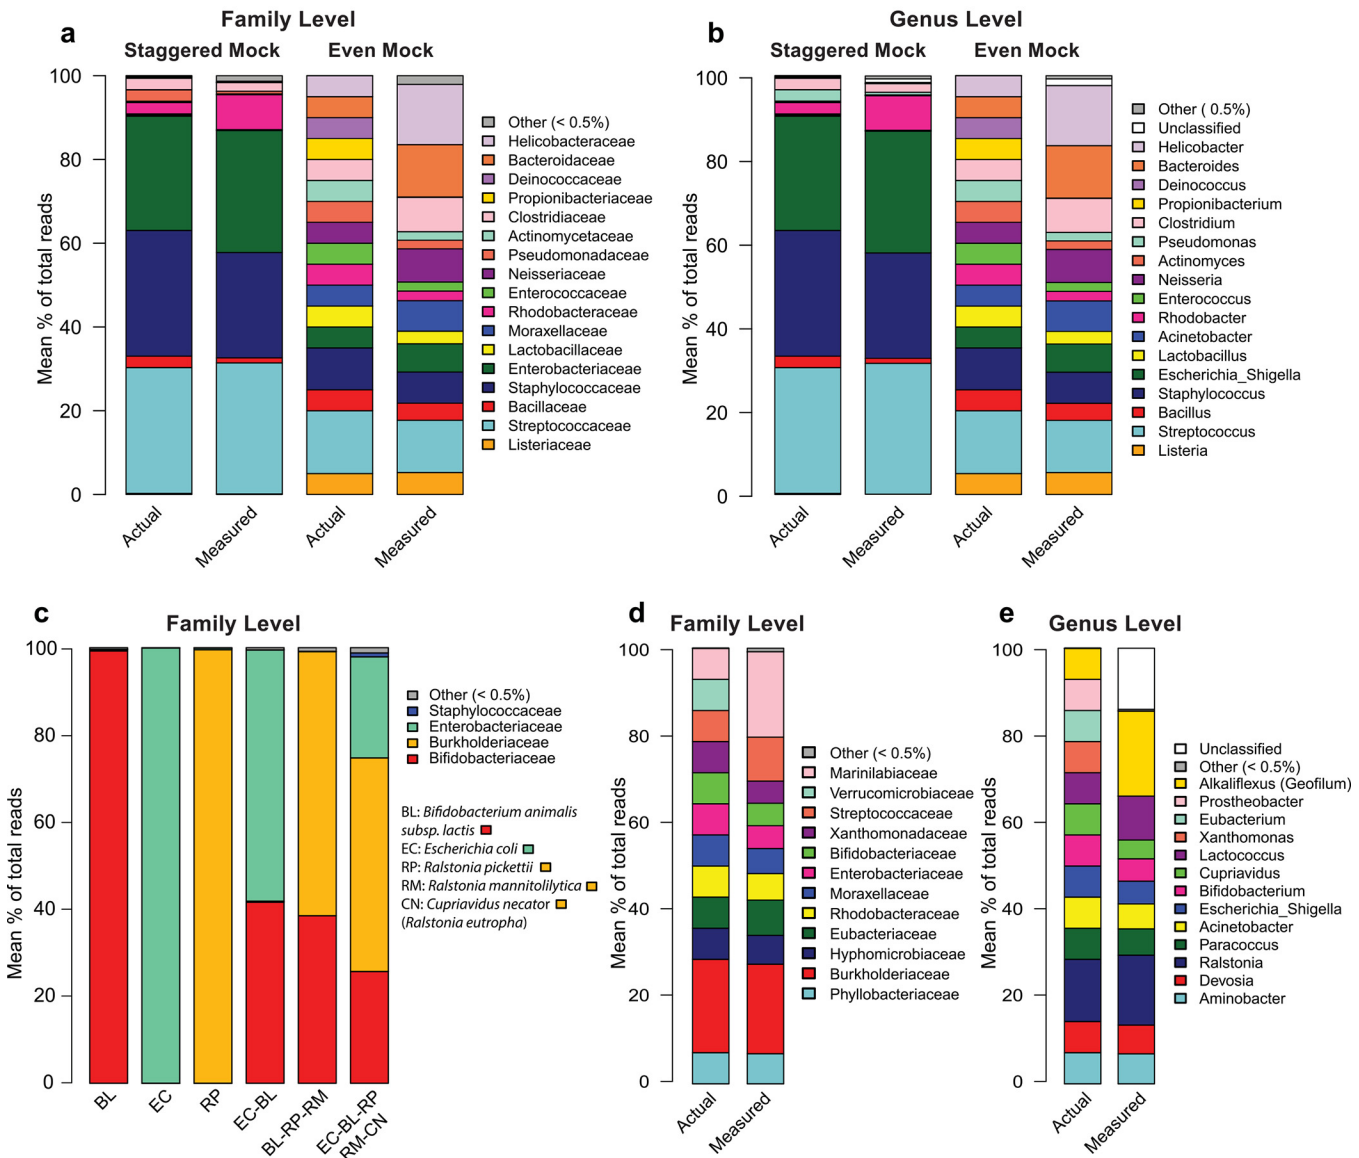 a
Family Level
Staggered Mock
Even Mock
Mean % of total reads
100
80
60
40
20
0
Actual
Measured
Actual
Measured
Other (< 0.5%)
Helicobacteraceae
Bacteroidaceae
Deinococcaceae
Propionibacteriaceae
Clostridiaceae
Actinomycetaceae
Pseudomonadaceae
Neisseriaceae
Enterococcaceae
Rhodobacteraceae
Moraxellaceae
Lactobacillaceae
Enterobacteriaceae
Staphylococcaceae
Bacillaceae
Streptococcaceae
Listeriaceae
b
Genus Level
Staggered Mock
Even Mock
Mean % of total reads
100
80
60
40
20
0
Actual
Measured
Actual
Measured
Other ( 0.5%)
Unclassified
Helicobacter
Bacteroides
Deinococcus
Propionibacterium
Clostridium
Pseudomonas
Actinomyces
Neisseria
Enterococcus
Rhodobacter
Acinetobacter
Lactobacillus
Escherichia_Shigella
Staphylococcus
Bacillus
Streptococcus
Listeria
c
Family Level
Mean % of total reads
100
80
60
40
20
0
BL
EC
RP
EC-BL
BL-RP-RM
EC-BL-RP
RM-CN
Other (< 0.5%)
Staphylococcaceae
Enterobacteriaceae
Burkholderiaceae
Bifidobacteriaceae
BL: Bifidobacterium animalis
subsp. lactis
EC: Escherichia coli
RP: Ralstonia pickettii
RM: Ralstonia mannitolilytica
CN: Cupriavidus necator
(Ralstonia eutropha)
d
Family Level
Mean % of total reads
100
80
60
40
20
0
Actual
Measured
Other (< 0.5%)
Marinilabiaceae
Verrucomicrobiaceae
Streptococcaceae
Xanthomonadaceae
Bifidobacteriaceae
Enterobacteriaceae
Moraxellaceae
Rhodobacteraceae
Eubacteriaceae
Hyphomicrobiaceae
Burkholderiaceae
Phyllobacteriaceae
e
Genus Level
Mean % of total reads
100
80
60
40
20
0
Actual
Measured
Unclassified
Other (< 0.5%)
Alkaliflexus (Geofilum)
Prostheobacter
Eubacterium
Xanthomonas
Lactococcus
Cupriavidus
Bifidobacterium
Escherichia_Shigella
Acinetobacter
Paracoccus
Ralstonia
Devosia
Aminobacter